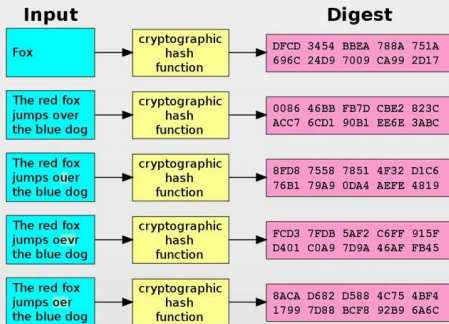 Input
Digest
Fox
cryptographic
hash
function
DFCD 3454 BBEA 788A 751A
696C 24D9 7009 CA99 2D17
The red fox
jumps over
the blue dog
cryptographic
hash
function
0086 46BB FB7D CBE2 823C
ACC7 6CD1 90B1 EE6E 3ABC
The red fox
jumps ouer
the blue dog
cryptographic
hash
function
8FD8 7558 7851 4F32 D1C6
76B1 79A9 0DA4 AEFE 4819
The red fox
jumps oevr
the blue dog
cryptographic
hash
function
FCD3 7FDB 5AF2 C6FF 915F
D401 C0A9 7D9A 46AF FB45
The red fox
jumps oer
the blue dog
cryptographic
hash
function
8ACA D682 D588 4C75 4BF4
1799 7D88 BCF8 92B9 6A6C